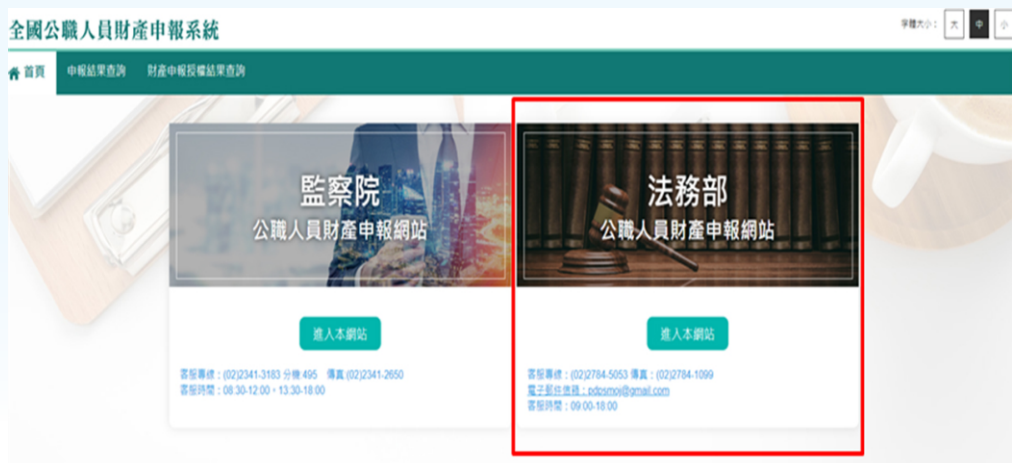 全國公職人員財產申報系統
字體大小： 大 中 小
首頁 申報結果查詢 財產申報授權結果查詢
監察院
公職人員財產申報網站
進入本網站
客服專線：(02)2341-3183 分機 495 傳真:(02)2341-2650
客服時間：08:30-12:00、13:30-18:00
法務部
公職人員財產申報網站
進入本網站
客服專線：(02)2784-5053 傳真：(02)2784-1099
電子郵件信箱：pdpsmoj@gmail.com
客服時間：09:00-18:00